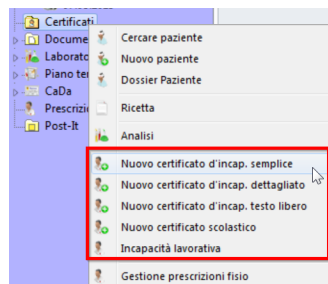 Certificati
Docume
Laborato
Piano te
CaDa
Prescrizi
Post-It
Cercare paziente
Nuovo paziente
Dossier Paziente
Ricetta
Analisi
Nuovo certificato d'incap. semplice
Nuovo certificato d'incap. dettagliato
Nuovo certificato d'incap. testo libero
Nuovo certificato scolastico
Incapacità lavorativa
Gestione prescrizioni fisio